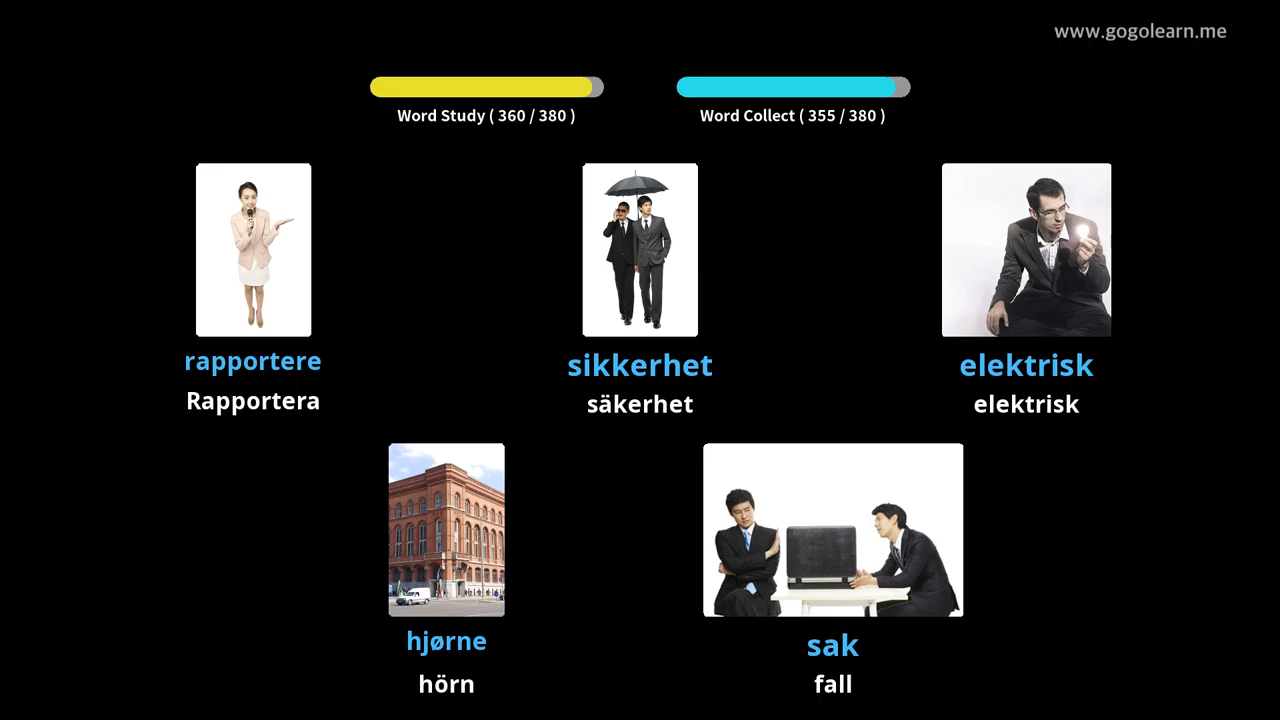 www.gogolearn.me
Word Study ( 360 / 380 )
Word Collect ( 355 / 380 )
rapportere
Rapportera
sikkerhet
säkerhet
elektrisk
elektrisk
hjørne
hörn
sak
fall